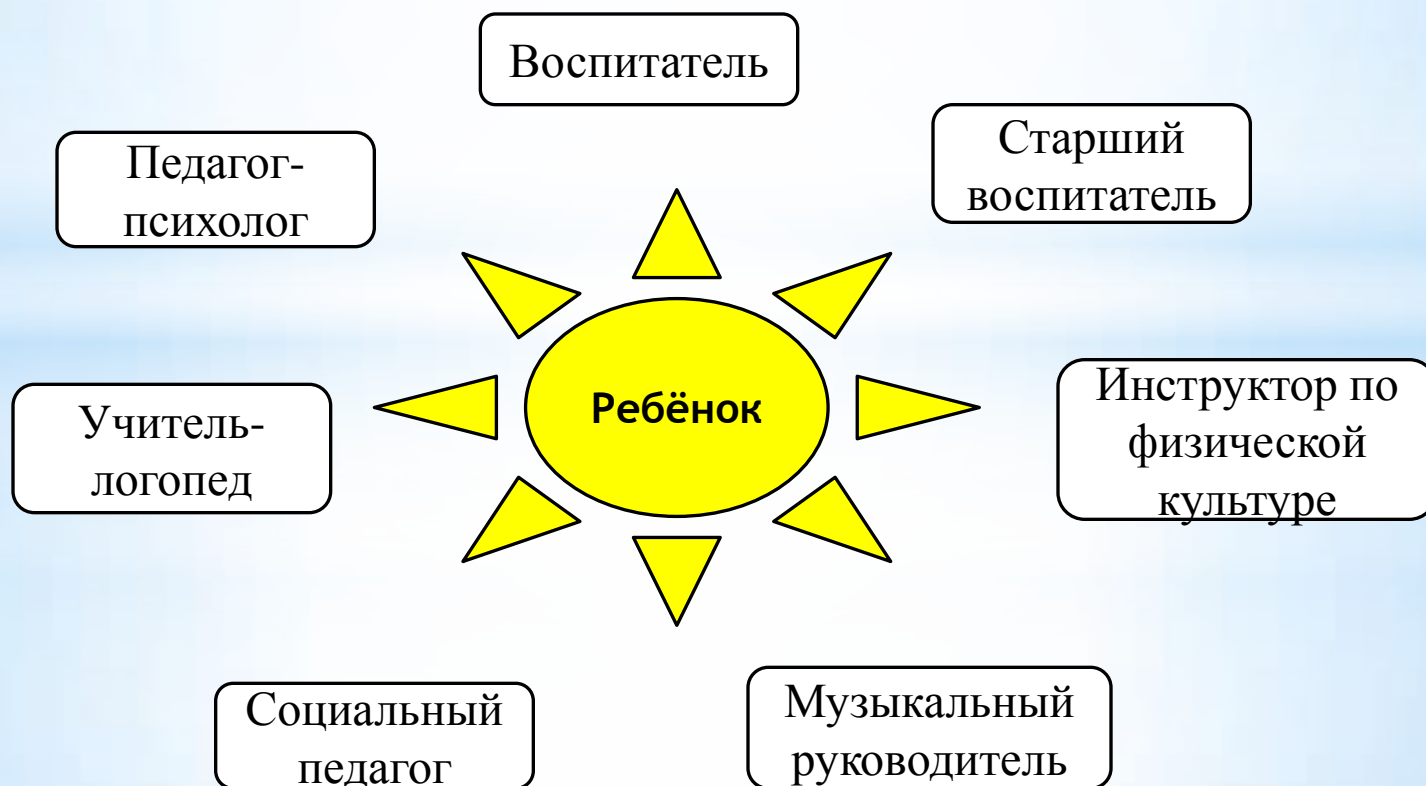 Воспитатель
Старший
воспитатель
Педагог-
психолог
Ребёнок
Инструктор по
физической
культуре
Учитель-
логопед
Социальный
педагог
Музыкальный
руководитель